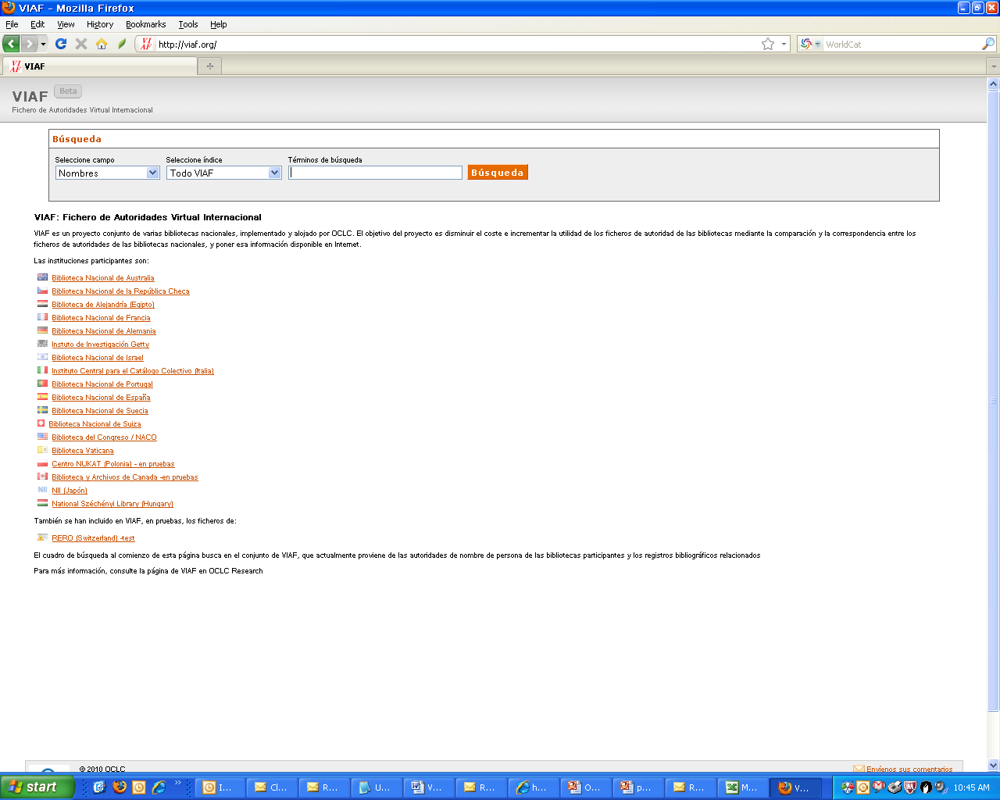 VIAF - Mozilla Firefox
File Edit View History Bookmarks Tools Help
http://viaf.org/
WorldCat
VIAF
VIAF Beta
Fichero de Autoridades Virtual Internacional
Búsqueda
Seleccione campo Seleccione índice Términos de búsqueda
Nombres Todo VIAF Búsqueda
VIAF: Fichero de Autoridades Virtual Internacional
VIAF es un proyecto conjunto de varias bibliotecas nacionales, implementado y alojado por OCLC. El objetivo del proyecto es disminuir el coste e incrementar la utilidad de los ficheros de autoridad de las bibliotecas mediante la comparación y la correspondencia entre los
ficheros de autoridades de las bibliotecas nacionales, y poner esa información disponible en Internet.
Las instituciones participantes son:
Biblioteca Nacional de Australia
Biblioteca Nacional de la República Checa
Biblioteca de Alejandría (Egipto)
Biblioteca Nacional de Francia
Biblioteca Nacional de Alemania
Instuto de Investigación Getty
Biblioteca Nacional de Israel
Instituto Central para el Catálogo Colectivo (Italia)
Biblioteca Nacional de Portugal
Biblioteca Nacional de España
Biblioteca Nacional de Suecia
Biblioteca Nacional de Suiza
Biblioteca del Congreso / NACO
Biblioteca Vaticana
Centro NUKAT (Polonia) - en pruebas
Biblioteca y Archivos de Canada -en pruebas
NII NII (Japón)
National Széchényi Library (Hungary)
También se han incluido en VIAF, en pruebas, los ficheros de:
RERO (Switzerland) -test
El cuadro de búsqueda al comienzo de esta página busca en el conjunto de VIAF, que actualmente proviene de las autoridades de nombre de persona de las bibliotecas participantes y los registros bibliográficos relacionados
Para más información, consulte la página de VIAF en OCLC Research
© 2010 OCLC Envíenos sus comentarios
start I... Cl... R... U... V... R... h... O... p... R... M... V... 10:45 AM